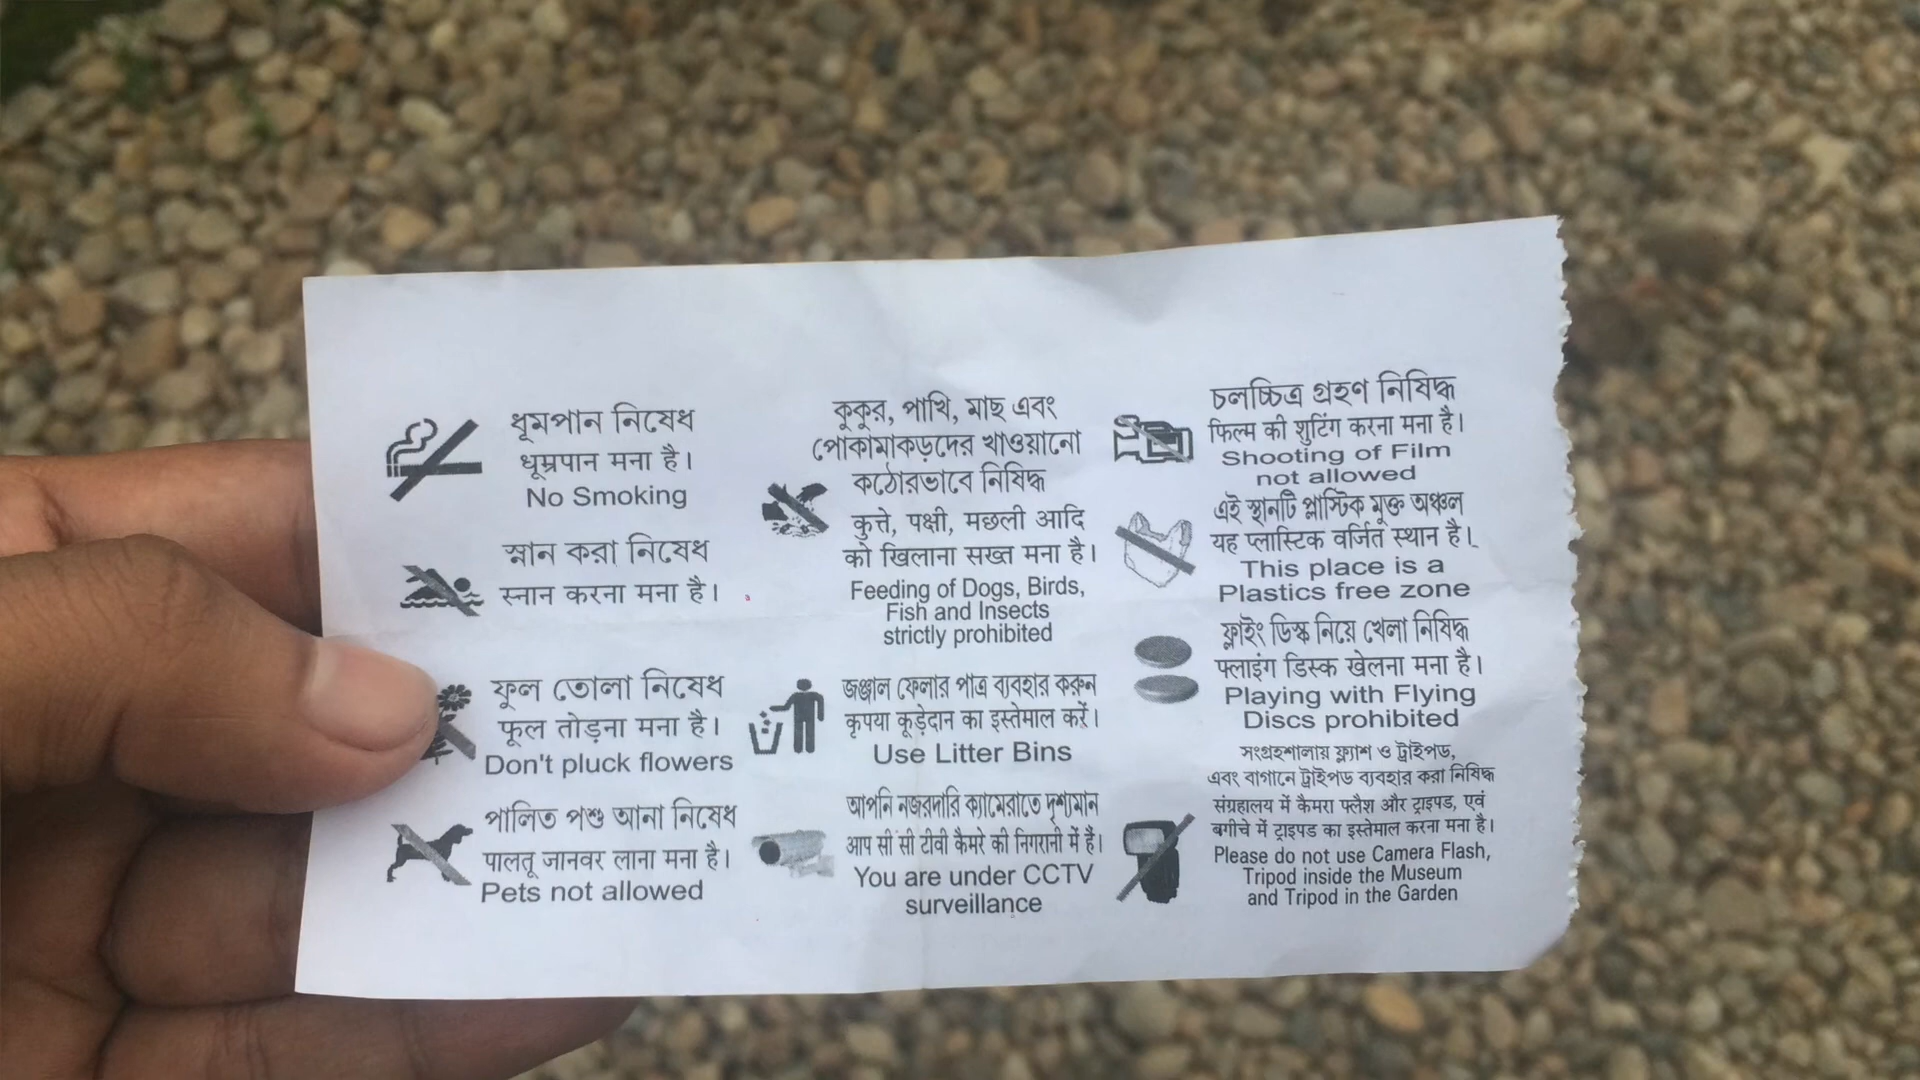 ধূমপান নিষেধ
धूम्रपान मना है।
No Smoking
স্নান করা নিষেধ
स्नान करना मना है।
ফুল তোলা নিষেধ
फूल तोड़ना मना है।
Don't pluck flowers
পালিত পশু আনা নিষেধ
पालतू जानवर लाना मना है।
Pets not allowed
কুকুর, পাখি, মাছ এবং
পোকামাকড়দের খাওয়ানো
কঠোরভাবে নিষিদ্ধ
कुत्ते, पक्षी, मछली आदि
को खिलाना सख्त मना है।
Feeding of Dogs, Birds,
Fish and Insects
strictly prohibited
জঞ্জাল ফেলার পাত্র ব্যবহার করুন
कृपया कूड़ेदान का इस्तेमाल करें।
Use Litter Bins
আপনি নজরদারি ক্যামেরাতে দৃশ্যমান
आप सी सी टीवी कैमरे की निगरानी में है।
You are under CCTV
surveillance
চলচ্চিত্র গ্রহণ নিষিদ্ধ
फिल्म की शुटिंग करना मना है।
Shooting of Film
not allowed
এই স্থানটি প্লাস্টিক মুক্ত অঞ্চল
यह प्लास्टिक वर्जित स्थान है।
This place is a
Plastics free zone
ফ্লাইং ডিস্ক নিয়ে খেলা নিষিদ্ধ
फ्लाइंग डिस्क खेलना मना है।
Playing with Flying
Discs prohibited
সংগ্রহশালায় ফ্ল্যাশ ও ট্রাইপড,
এবং বাগানে ট্রাইপড ব্যবহার করা নিষিদ্ধ
संग्रहालय में कैमरा फ्लैश और ट्राइपड, एवं
बगीचे में ट्राइपड का इस्तेमाल करना मना है।
Please do not use Camera Flash,
Tripod inside the Museum
and Tripod in the Garden